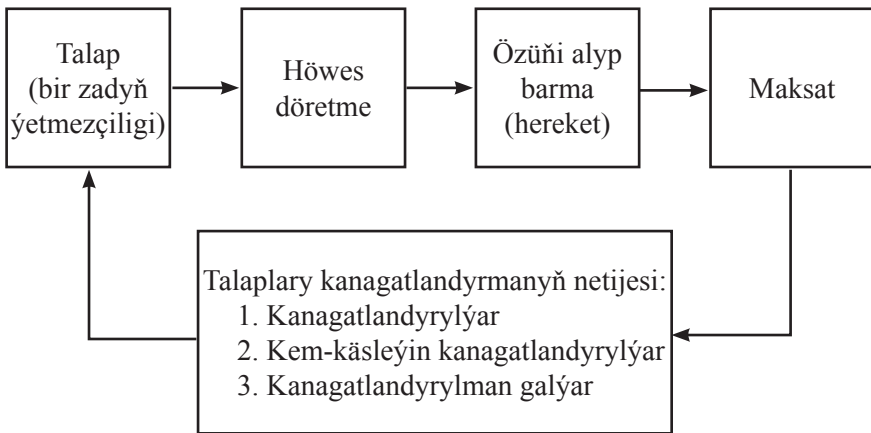 Talap
(bir zadyň
ýetmezçiligi)
Höwes
döretme
Özüňi alyp
barma
(hereket)
Maksat
Talaplary kanagatlandyrmanyň netijesi:
1. Kanagatlandyrylýar
2. Kem-käsleýin kanagatlandyrylýar
3. Kanagatlandyrylman galýar